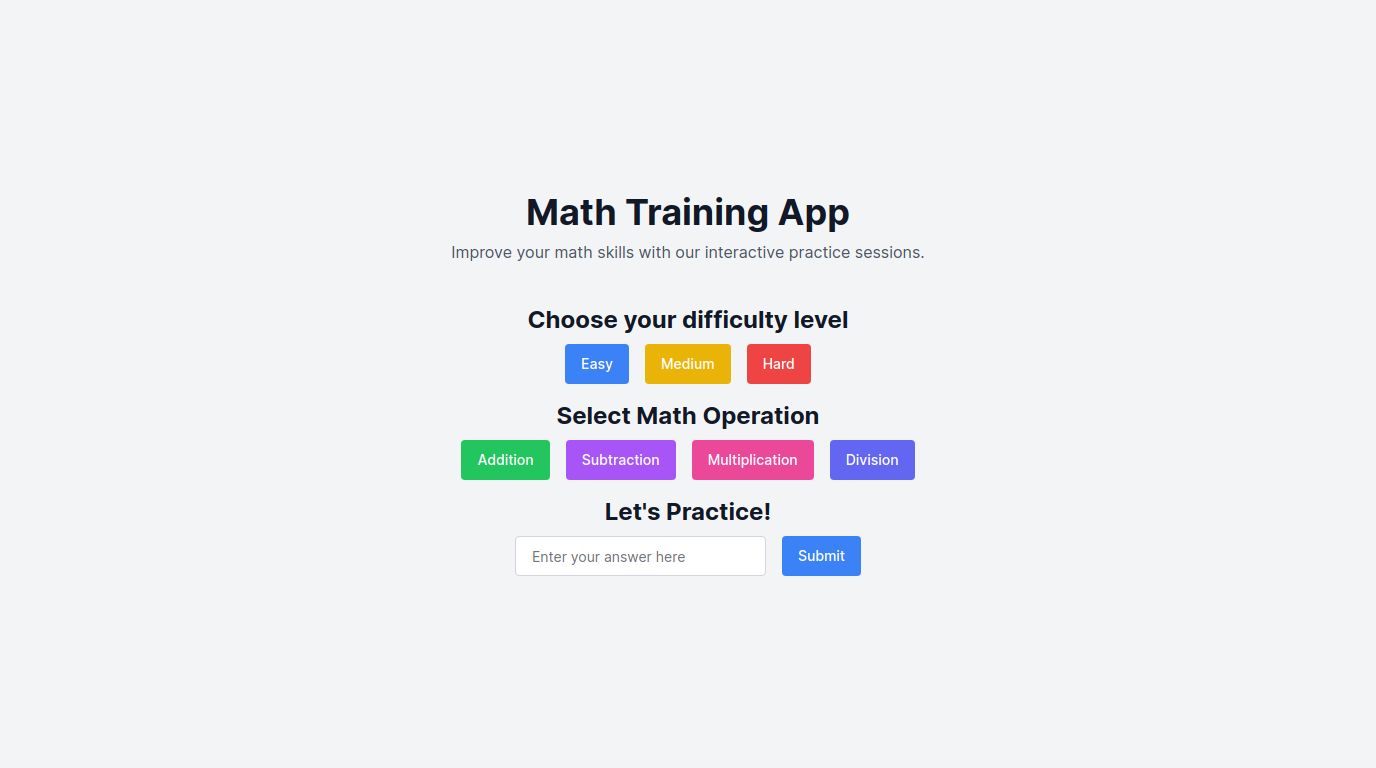 Math Training App
Improve your math skills with our interactive practice sessions.
Choose your difficulty level
Easy Medium Hard
Select Math Operation
Addition Subtraction Multiplication Division
Let's Practice!
Enter your answer here Submit